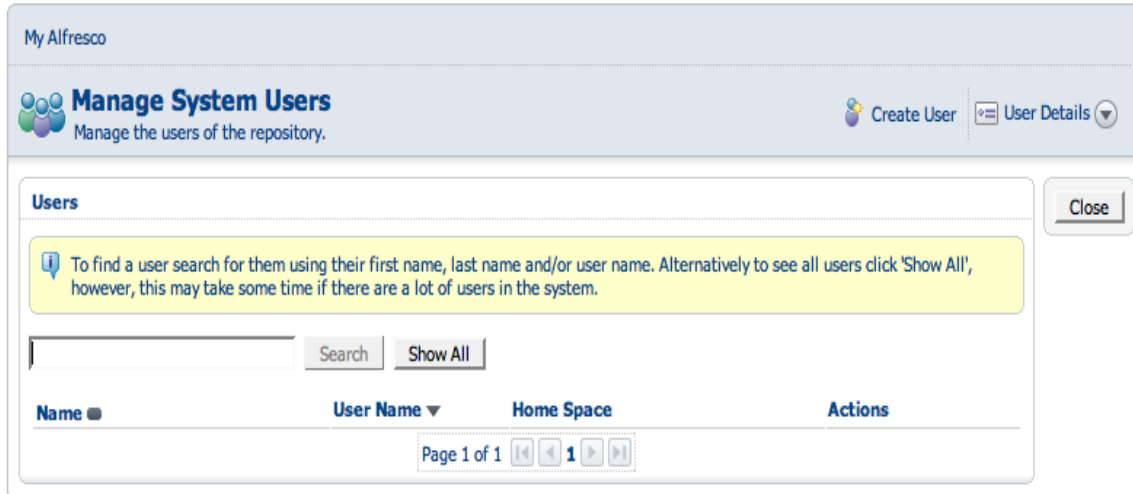 My Alfresco
Manage System Users
Manage the users of the repository.
Create User
User Details
Users
Close
To find a user search for them using their first name, last name and/or user name. Alternatively to see all users click 'Show All',
however, this may take some time if there are a lot of users in the system.
Search Show All
Name User Name Home Space Actions
Page 1 of 1 1